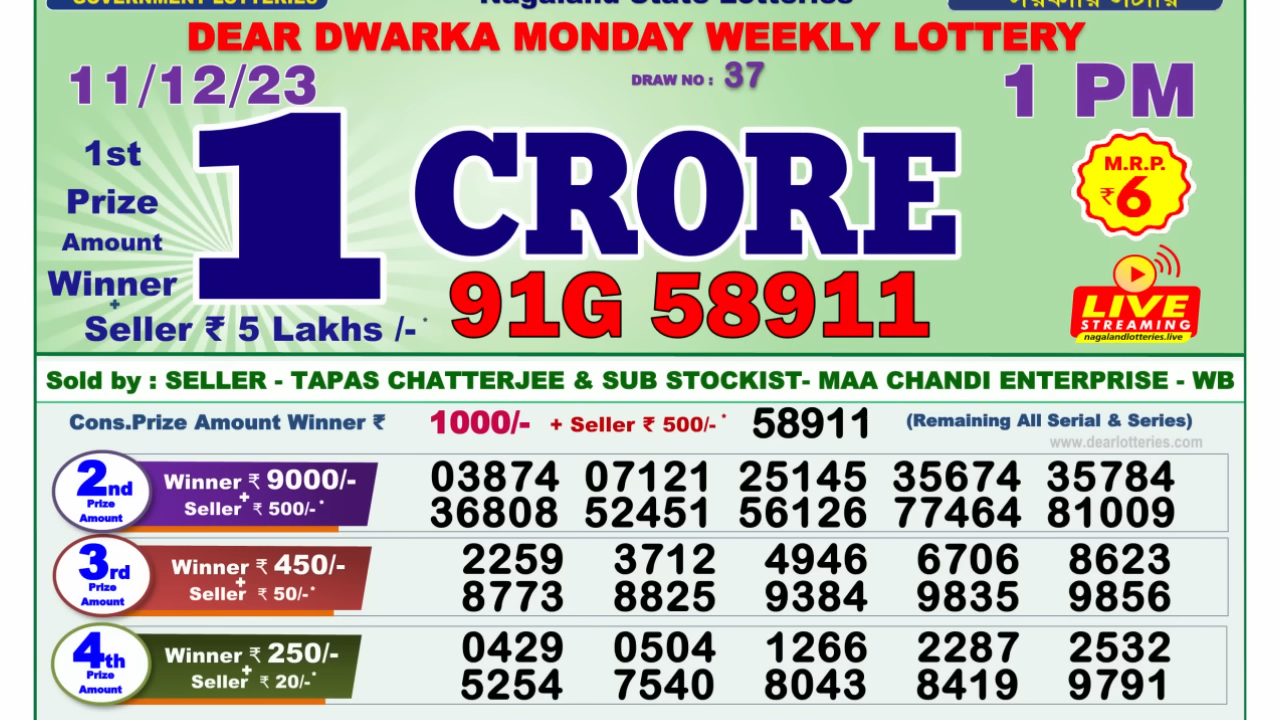 GOVERNMENT LOTTERIES
Nagaland State Lotteries
DEAR DWARKA MONDAY WEEKLY LOTTERY
11/12/23
DRAW NO : 37
1 PM
1st
Prize
Amount
Winner
+
Seller ₹ 5 Lakhs /-*
1 CRORE
91G 58911
M.R.P.
₹6
LIVE
STREAMING
nagalandlotteries.live
Sold by : SELLER - TAPAS CHATTERJEE & SUB STOCKIST- MAA CHANDI ENTERPRISE - WB
Cons.Prize Amount Winner ₹ 1000/- + Seller ₹ 500/-* 58911 (Remaining All Serial & Series)
www.dearlotteries.com
2nd
Prize
Amount
Winner ₹ 9000/-
+
Seller ₹ 500/-*
03874 07121 25145 35674 35784
36808 52451 56126 77464 81009
3rd
Prize
Amount
Winner ₹ 450/-
+
Seller ₹ 50/-*
2259 3712 4946 6706 8623
8773 8825 9384 9835 9856
4th
Prize
Amount
Winner ₹ 250/-
+
Seller ₹ 20/-*
0429 0504 1266 2287 2532
5254 7540 8043 8419 9791